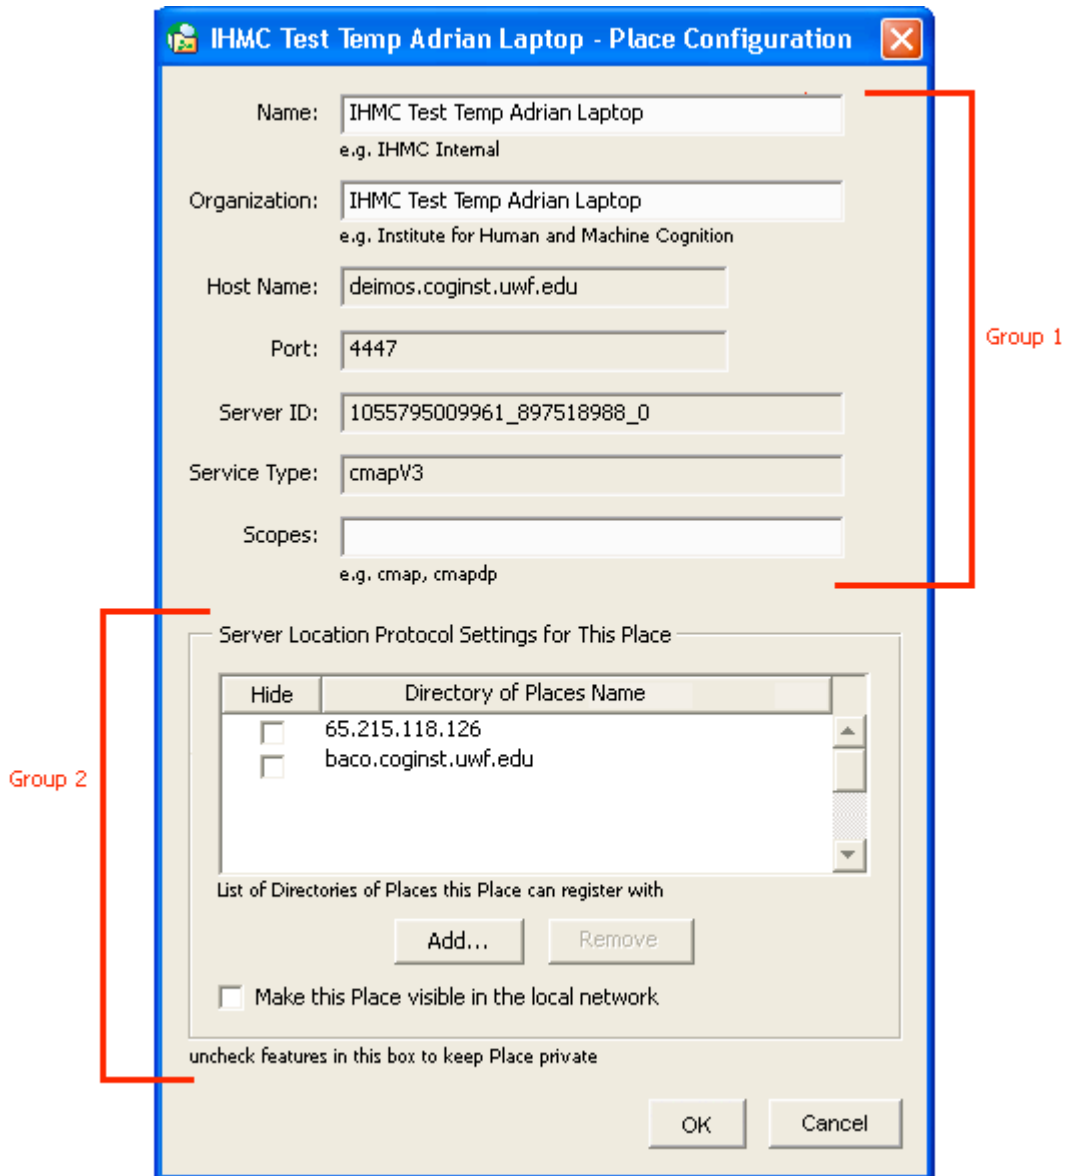 IHMC Test Temp Adrian Laptop - Place Configuration
Name: IHMC Test Temp Adrian Laptop
e.g. IHMC Internal
Organization: IHMC Test Temp Adrian Laptop
e.g. Institute for Human and Machine Cognition
Host Name: deimos.coginst.uwf.edu
Port: 4447
Group 1
Server ID: 1055795009961_897518988_0
Service Type: cmapV3
Scopes:
e.g. cmap, cmapdp
Server Location Protocol Settings for This Place
Hide Directory of Places Name
65.215.118.126
baco.coginst.uwf.edu
Group 2
List of Directories of Places this Place can register with
Add... Remove
Make this Place visible in the local network
uncheck features in this box to keep Place private
OK Cancel